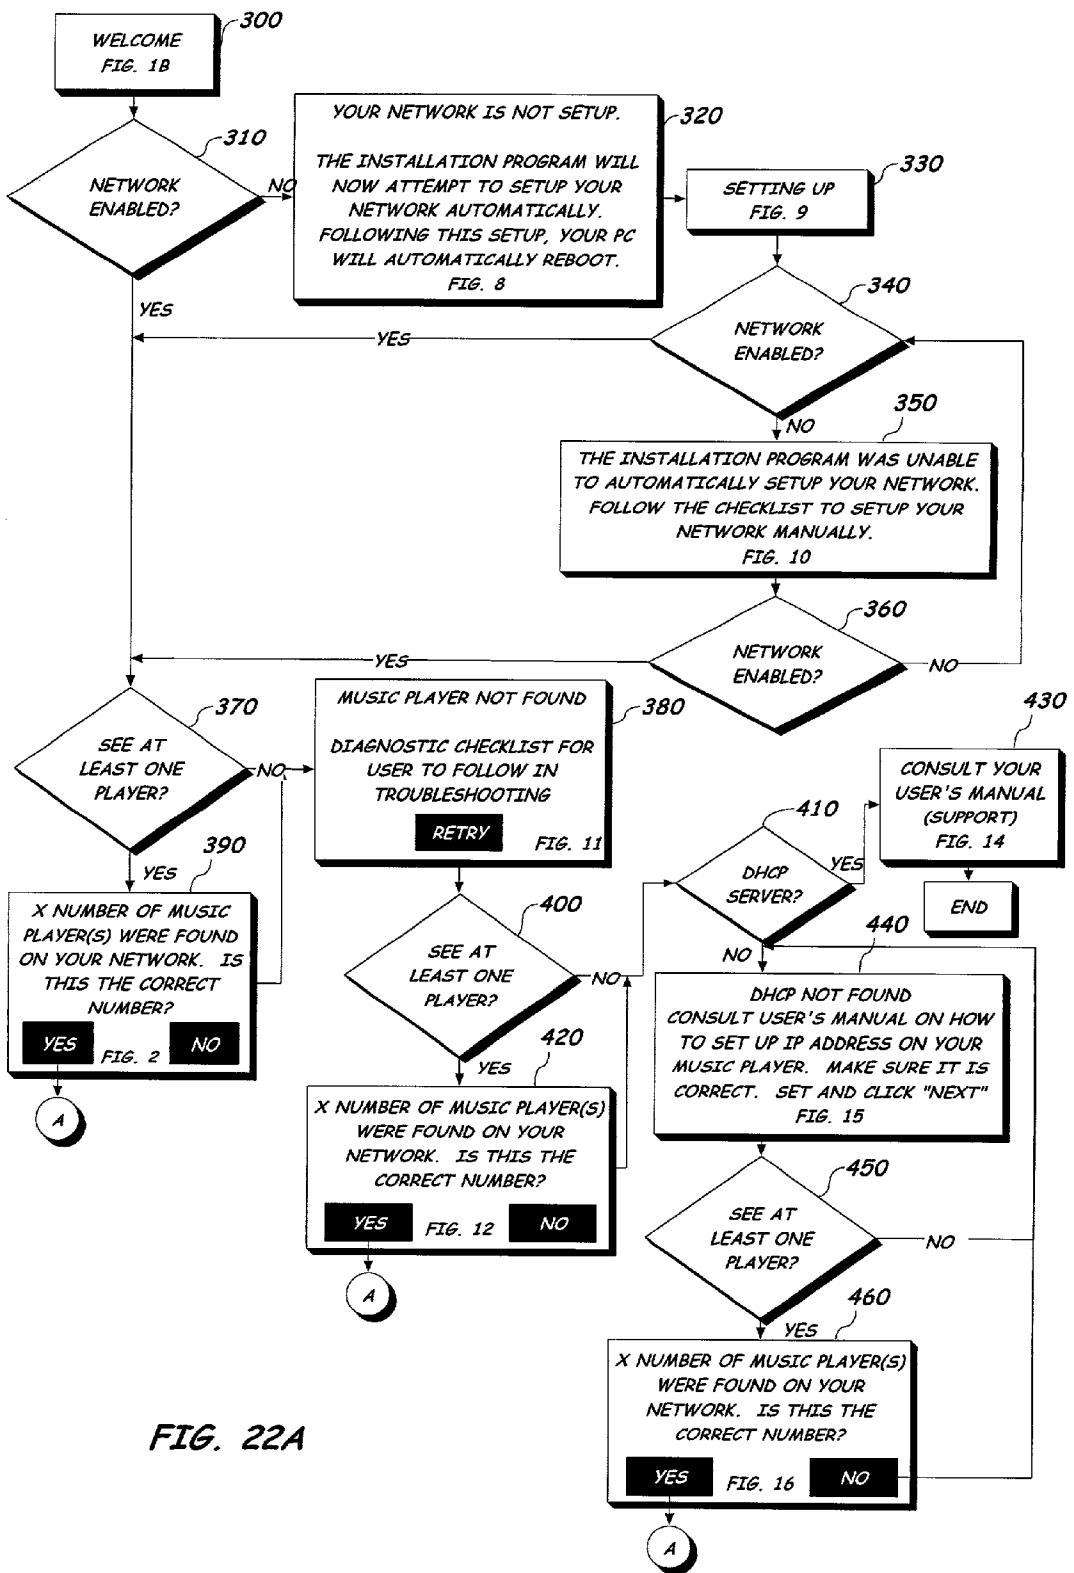 300
WELCOME
FIG. 1B
310
NETWORK
ENABLED?
NO
YES
YOUR NETWORK IS NOT SETUP.
THE INSTALLATION PROGRAM WILL
NOW ATTEMPT TO SETUP YOUR
NETWORK AUTOMATICALLY.
FOLLOWING THIS SETUP, YOUR PC
WILL AUTOMATICALLY REBOOT.
FIG. 8
320
330
SETTING UP
FIG. 9
340
NETWORK
ENABLED?
YES
NO
350
THE INSTALLATION PROGRAM WAS UNABLE
TO AUTOMATICALLY SETUP YOUR NETWORK.
FOLLOW THE CHECKLIST TO SETUP YOUR
NETWORK MANUALLY.
FIG. 10
360
NETWORK
ENABLED?
YES
NO
370
SEE AT
LEAST ONE
PLAYER?
NO
YES
380
MUSIC PLAYER NOT FOUND
DIAGNOSTIC CHECKLIST FOR
USER TO FOLLOW IN
TROUBLESHOOTING
RETRY
FIG. 11
390
X NUMBER OF MUSIC
PLAYER(S) WERE FOUND
ON YOUR NETWORK. IS
THIS THE CORRECT
NUMBER?
YES
FIG. 2
NO
A
400
SEE AT
LEAST ONE
PLAYER?
NO
YES
410
DHCP
SERVER?
YES
NO
420
X NUMBER OF MUSIC PLAYER(S)
WERE FOUND ON YOUR
NETWORK. IS THIS THE
CORRECT NUMBER?
YES
FIG. 12
NO
A
430
CONSULT YOUR
USER'S MANUAL
(SUPPORT)
FIG. 14
END
440
DHCP NOT FOUND
CONSULT USER'S MANUAL ON HOW
TO SET UP IP ADDRESS ON YOUR
MUSIC PLAYER. MAKE SURE IT IS
CORRECT. SET AND CLICK "NEXT"
FIG. 15
450
SEE AT
LEAST ONE
PLAYER?
NO
YES
460
X NUMBER OF MUSIC PLAYER(S)
WERE FOUND ON YOUR
NETWORK. IS THIS THE
CORRECT NUMBER?
YES
FIG. 16
NO
A
FIG. 22A